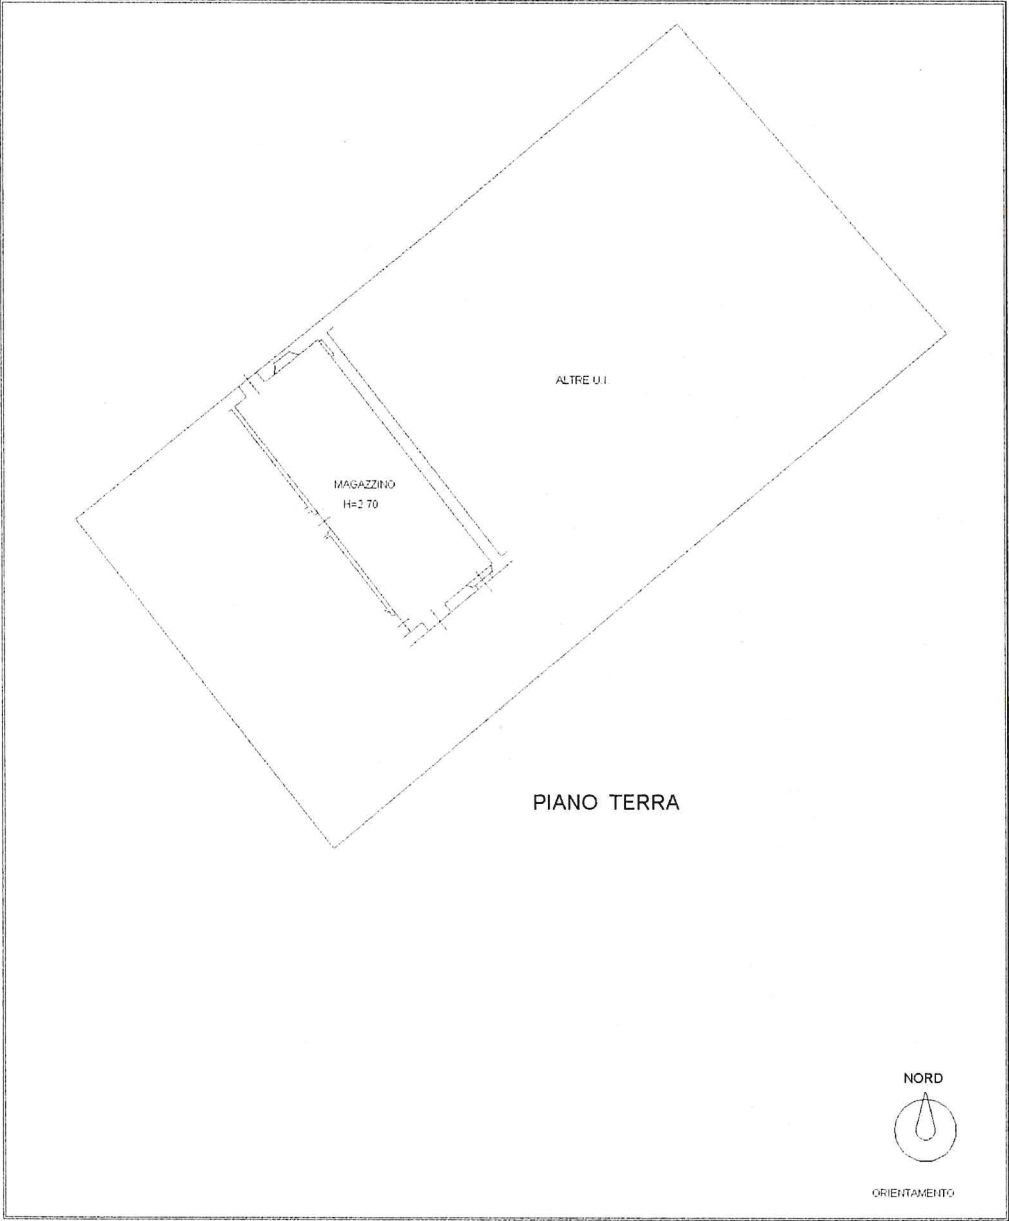 ALTRE U.I.
MAGAZZINO
H=2.70
PIANO TERRA
NORD
ORIENTAMENTO